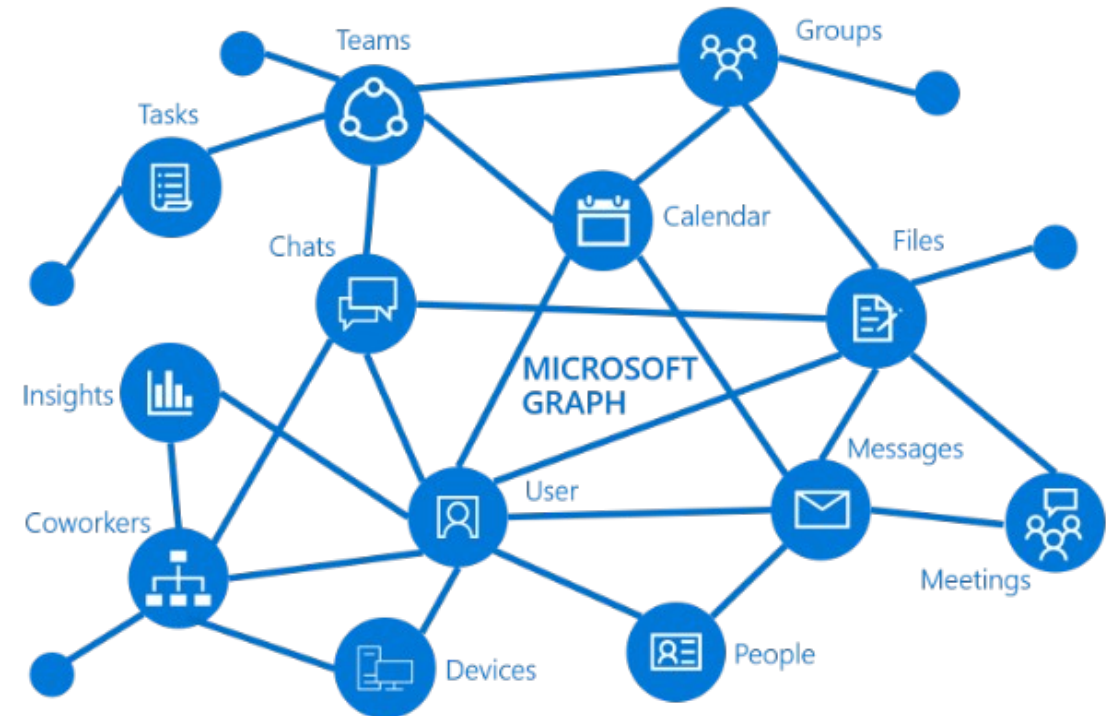 Teams
Groups
Tasks
Calendar
Chats
Files
MICROSOFT
GRAPH
Insights
Messages
User
Coworkers
Meetings
People
Devices